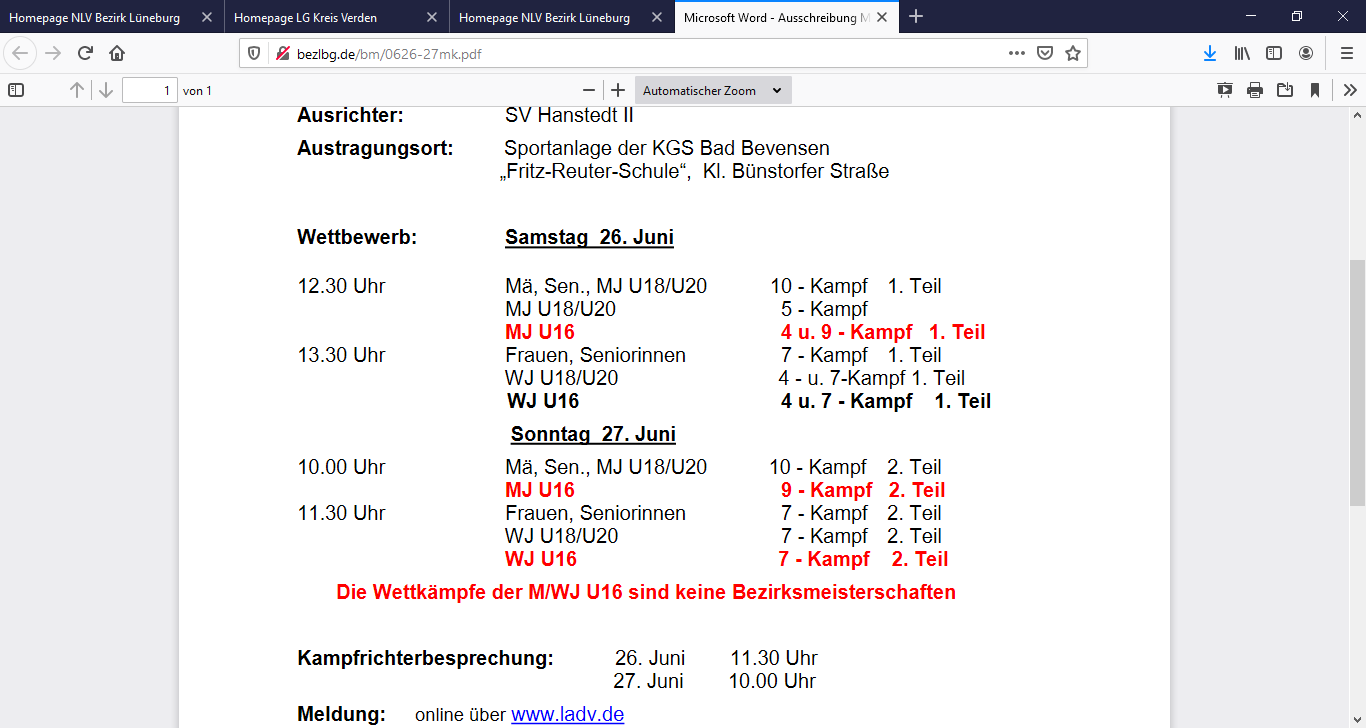 Homepage NLV Bezirk Lüneburg Homepage LG Kreis Verden Homepage NLV Bezirk Lüneburg Microsoft Word - Ausschreibung M
bezlbg.de/bm/0626-27mk.pdf
1 von 1 Automatischer Zoom
Ausrichter: SV Hanstedt II
Austragungsort: Sportanlage der KGS Bad Bevensen
„Fritz-Reuter-Schule“, Kl. Bünstorfer Straße
Wettbewerb: Samstag 26. Juni
12.30 Uhr Mä, Sen., MJ U18/U20 10 - Kampf 1. Teil
MJ U18/U20 5 - Kampf
MJ U16 4 u. 9 - Kampf 1. Teil
13.30 Uhr Frauen, Seniorinnen 7 - Kampf 1. Teil
WJ U18/U20 4 - u. 7-Kampf 1. Teil
WJ U16 4 u. 7 - Kampf 1. Teil
Sonntag 27. Juni
10.00 Uhr Mä, Sen., MJ U18/U20 10 - Kampf 2. Teil
MJ U16 9 - Kampf 2. Teil
11.30 Uhr Frauen, Seniorinnen 7 - Kampf 2. Teil
WJ U18/U20 7 - Kampf 2. Teil
WJ U16 7 - Kampf 2. Teil
Die Wettkämpfe der M/WJ U16 sind keine Bezirksmeisterschaften
Kampfrichterbesprechung: 26. Juni 11.30 Uhr
27. Juni 10.00 Uhr
Meldung: online über www.ladv.de